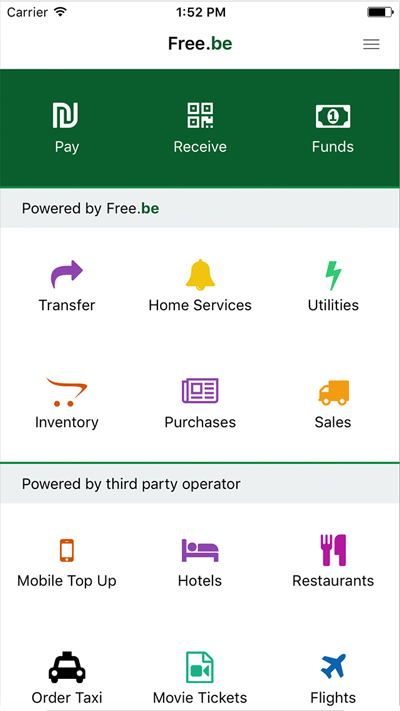 Carrier 1:52 PM
Free.be
Pay Receive Funds
Powered by Free.be
Transfer Home Services Utilities
Inventory Purchases Sales
Powered by third party operator
Mobile Top Up Hotels Restaurants
Order Taxi Movie Tickets Flights